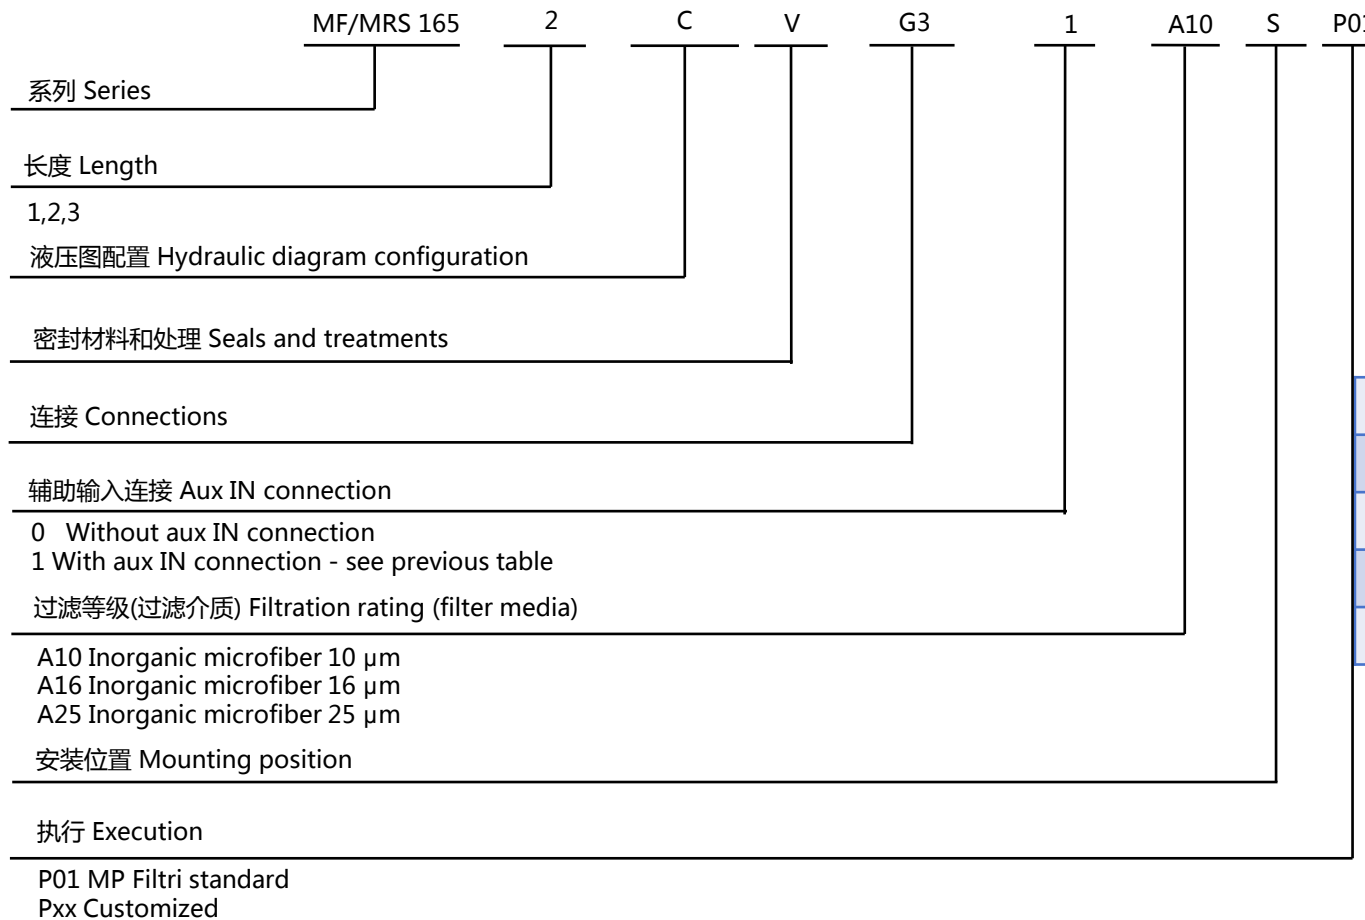 MF/MRS 165 2 C V G3 1 A10 S P01
系列 Series
长度 Length
1,2,3
液压图配置 Hydraulic diagram configuration
密封材料和处理 Seals and treatments
连接 Connections
辅助输入连接 Aux IN connection
0 Without aux IN connection
1 With aux IN connection - see previous table
过滤等级(过滤介质) Filtration rating (filter media)
A10 Inorganic microfiber 10 μm
A16 Inorganic microfiber 16 μm
A25 Inorganic microfiber 25 μm
安装位置 Mounting position
执行 Execution
P01 MP Filtri standard
Pxx Customized